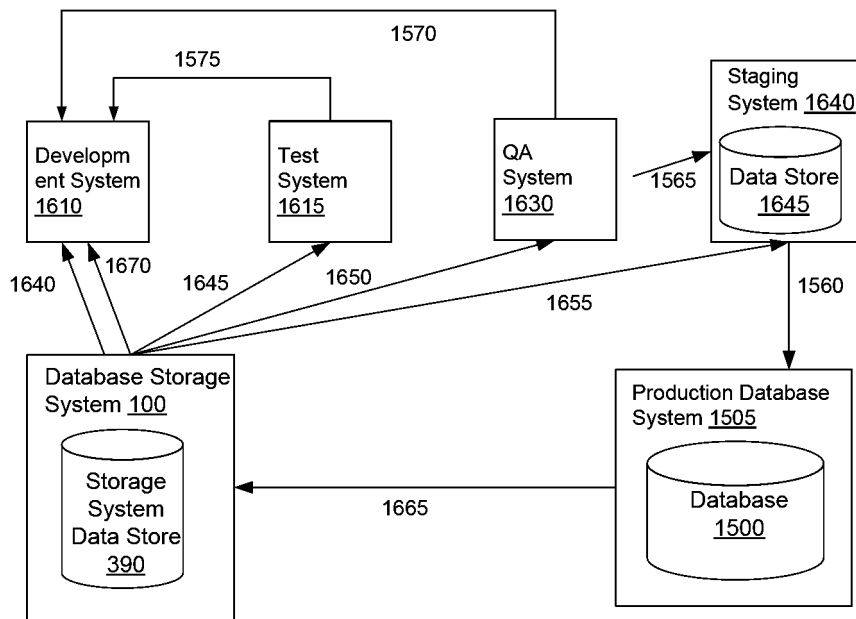 1570
1575
Staging
System 1640
Data Store
1645
Developm
ent System
1610
Test
System
1615
QA
System
1630
1565
1640
1670
1645
1650
1655
1560
Database Storage
System 100
Storage
System
Data Store
390
1665
Production Database
System 1505
Database
1500